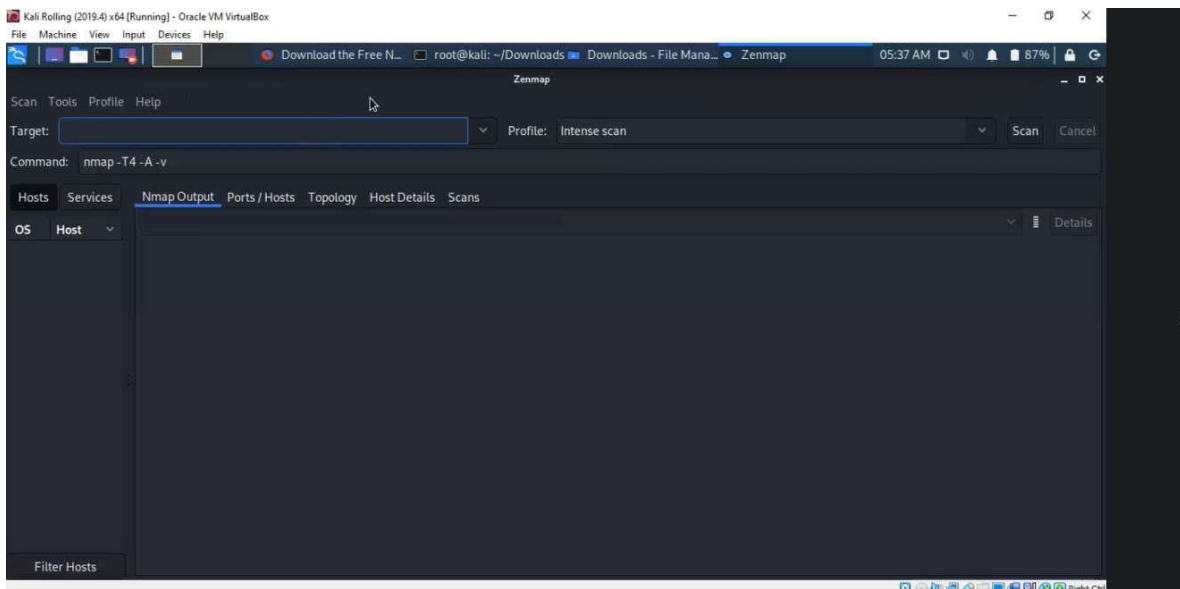 Kali Rolling (2019.4) x64 [Running] - Oracle VM VirtualBox
File Machine View Input Devices Help
Download the Free N... root@kali: ~/Downloads Downloads - File Mana... Zenmap 05:37 AM 87%
Zenmap
Scan Tools Profile Help
Target: Profile: Intense scan Scan Cancel
Command: nmap -T4 -A -v
Hosts Services Nmap Output Ports / Hosts Topology Host Details Scans
OS Host Details
Filter Hosts
Right Ctrl